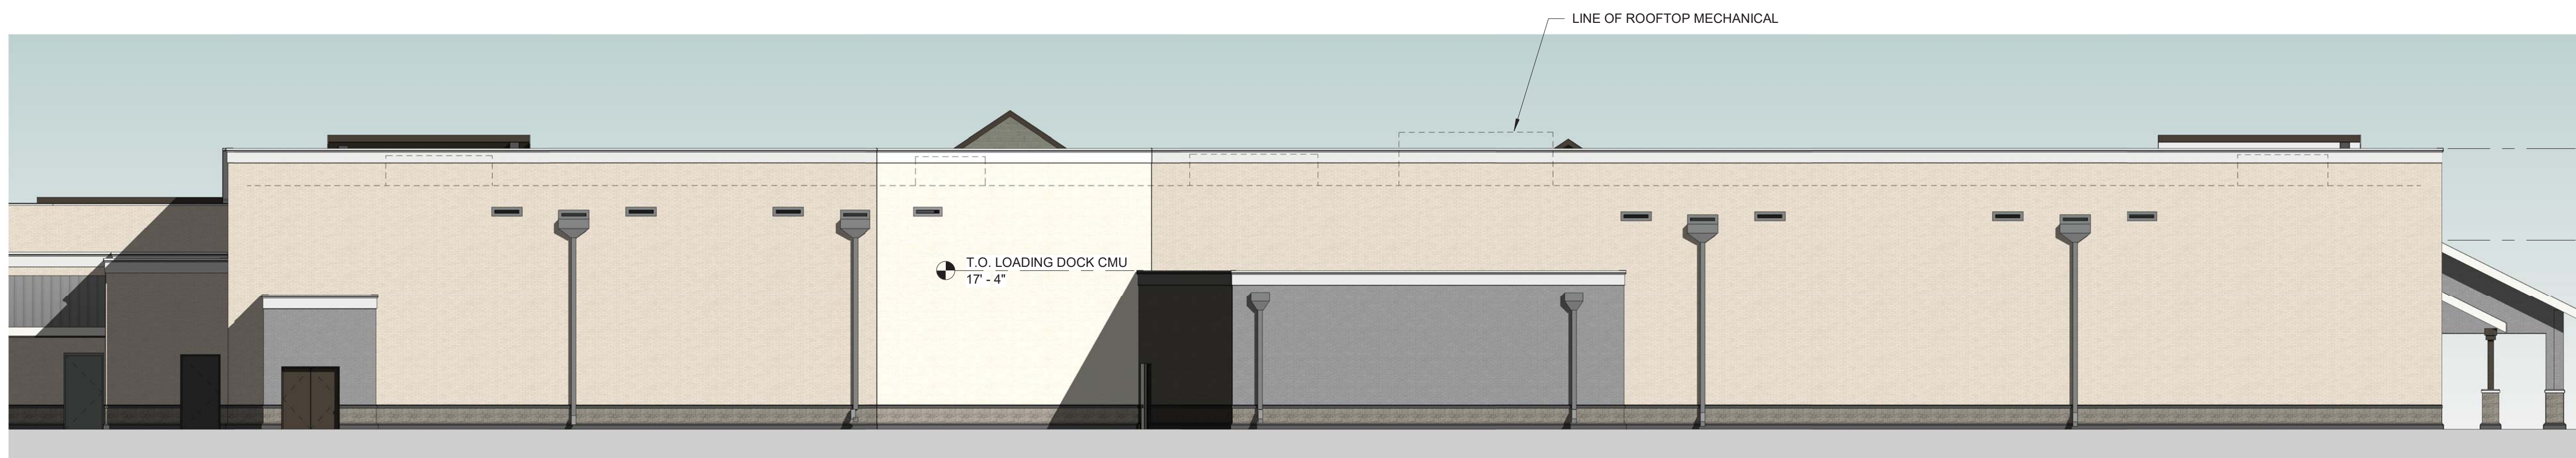 LINE OF ROOFTOP MECHANICAL
T.O. LOADING DOCK CMU
17' - 4"